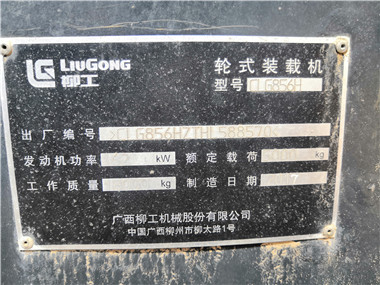 LIUGONG
柳工
轮式装载机
型号 CLG856H
出厂编号
发动机功率 kW 额定载荷
工作质量 kg 制造日期
广西柳工机械股份有限公司
中国广西柳州市柳太路1号